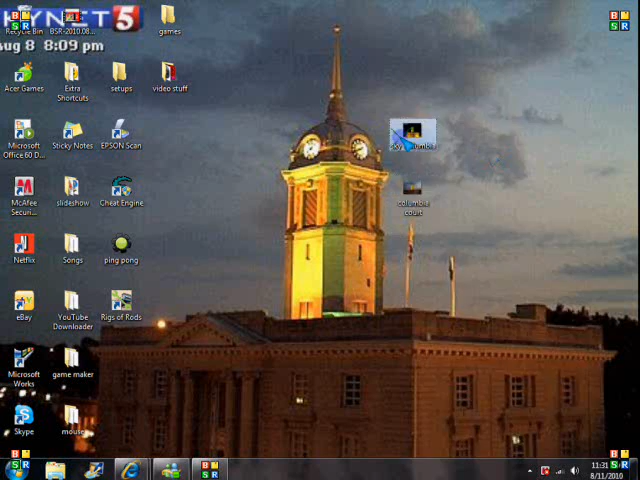 KYNET 5
Aug 8 8:09 pm
Recycle Bin
BSR-2010.08...
games
Acer Games
Extra
Shortcuts
setups
video stuff
Microsoft
Office 60 D...
Sticky Notes
EPSON Scan
McAfee
Securi...
slideshow
Cheat Engine
columbia
court
Netflix
Songs
ping pong
eBay
YouTube
Downloader
Rigs of Rods
Microsoft
Works
game maker
Skype
mouse
B
S R
11:31
8/11/2010